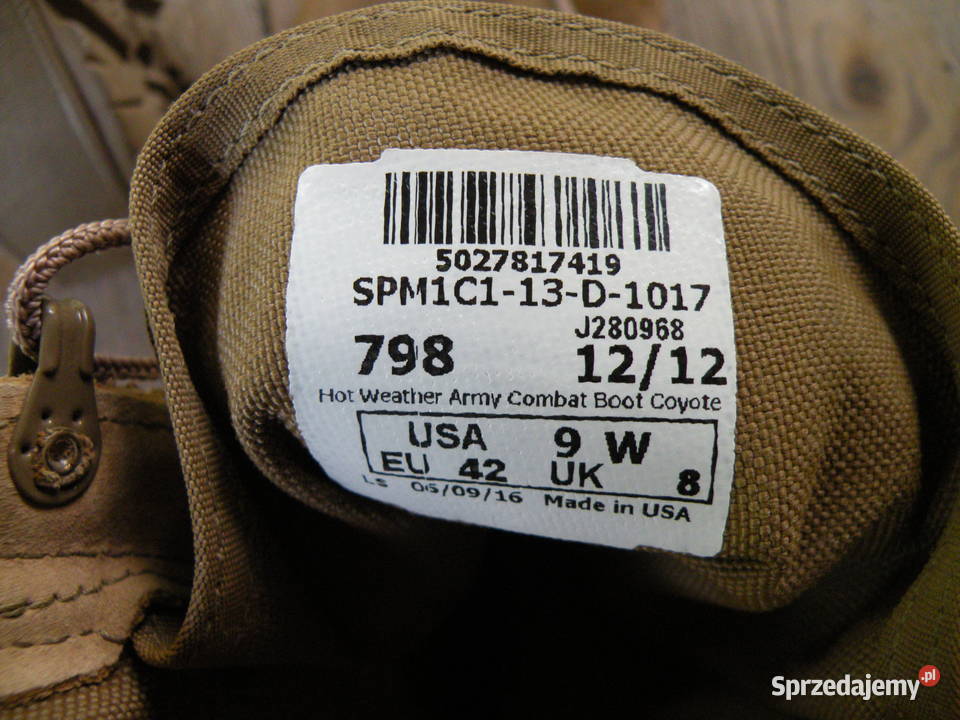 5027817419
SPM1C1-13-D-1017
J280968
798 12/12
Hot Weather Army Combat Boot Coyote
USA 9 W
EU 42 UK 8
LS 05/09/16 Made in USA
Sprzedajemy.pl